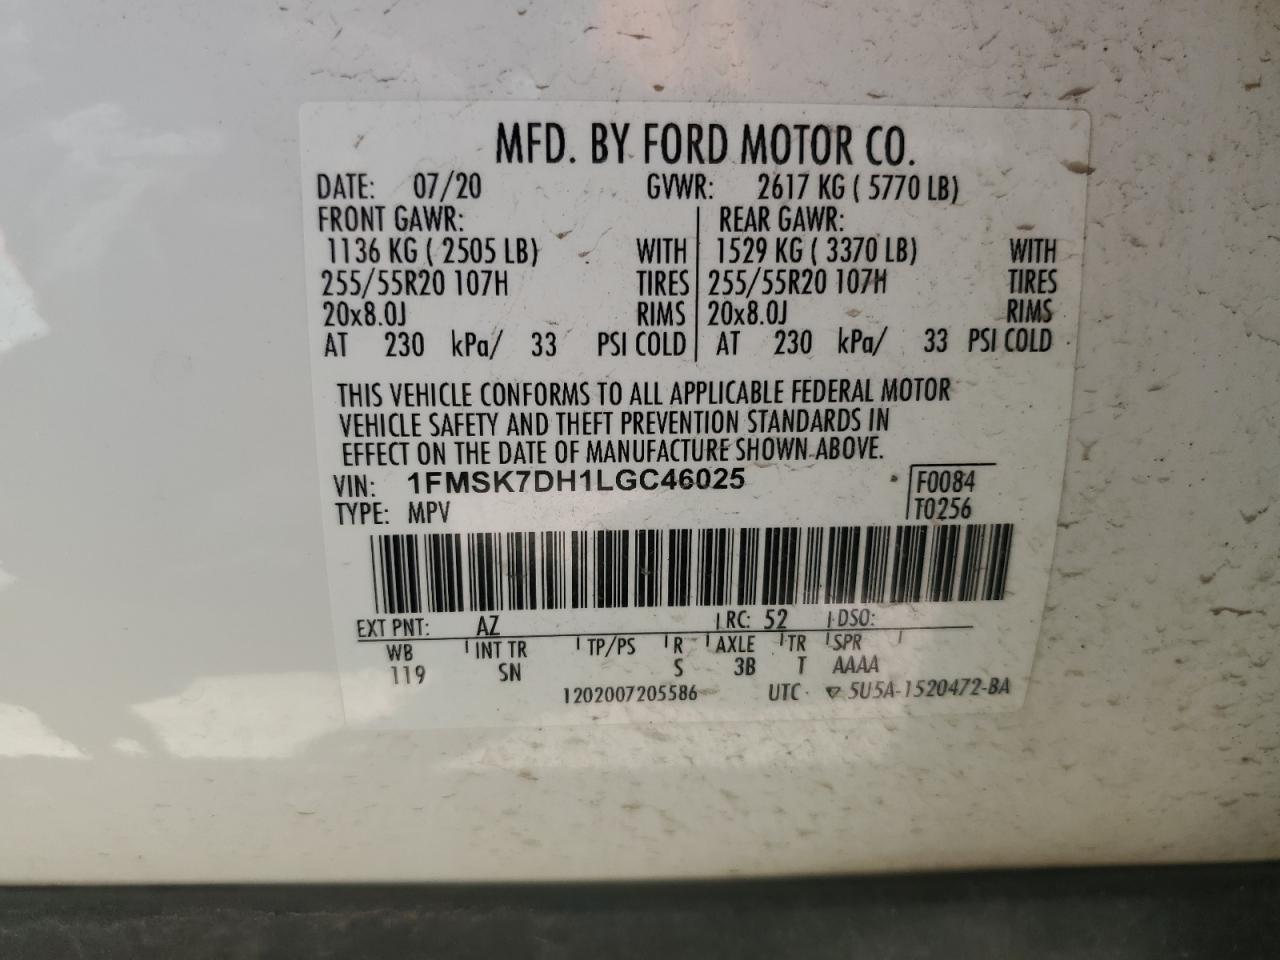 MFD. BY FORD MOTOR CO.
DATE: 07/20 GVWR: 2617 KG ( 5770 LB)
FRONT GAWR: REAR GAWR:
1136 KG ( 2505 LB) WITH 1529 KG ( 3370 LB) WITH
255/55R20 107H TIRES 255/55R20 107H TIRES
20x8.0J RIMS 20x8.0J RIMS
AT 230 kPa/ 33 PSI COLD AT 230 kPa/ 33 PSI COLD
THIS VEHICLE CONFORMS TO ALL APPLICABLE FEDERAL MOTOR
VEHICLE SAFETY AND THEFT PREVENTION STANDARDS IN
EFFECT ON THE DATE OF MANUFACTURE SHOWN ABOVE.
VIN: 1FMSK7DH1LGC46025 F0084
TYPE: MPV T0256
EXT PNT: AZ RC: 52 DSO:
WB INT TR TP/PS R AXLE TR SPR
119 SN S 3B T AAAA
1202007205586 UTC ▽ 5U5A-1520472-BA